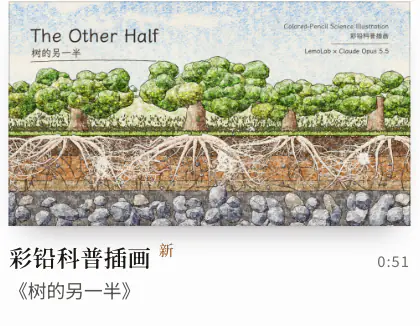 The Other Half
树的另一半
Colored-Pencil Science Illustration
彩铅科普插画
LemoLab × Claude Opus 5.5
彩铅科普插画 新
0:51
《树的另一半》